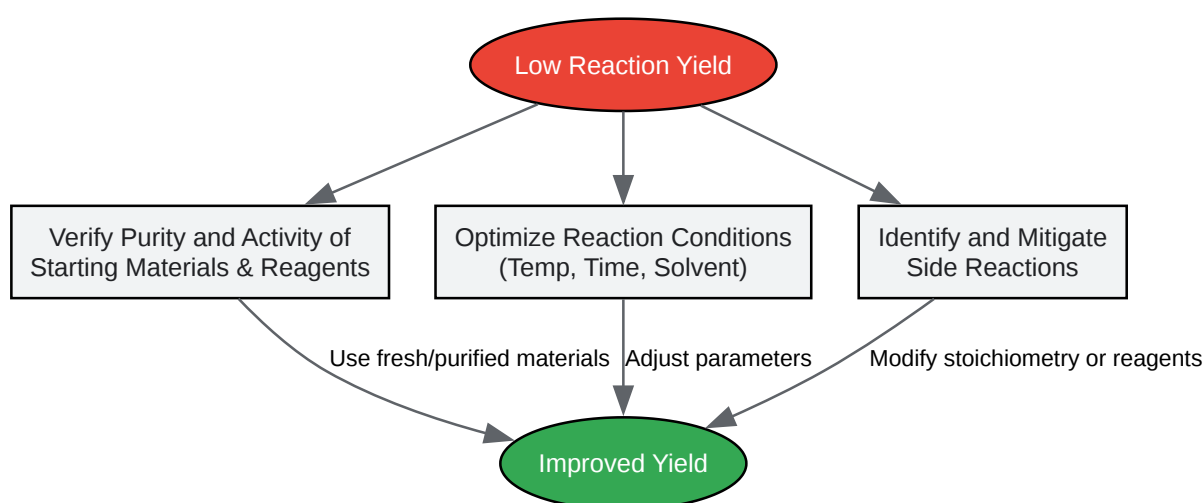 Low Reaction Yield
Verify Purity and Activity of
Starting Materials & Reagents
Optimize Reaction Conditions
(Temp, Time, Solvent)
Identify and Mitigate
Side Reactions
Use fresh/purified materials
Adjust parameters
Modify stoichiometry or reagents
Improved Yield